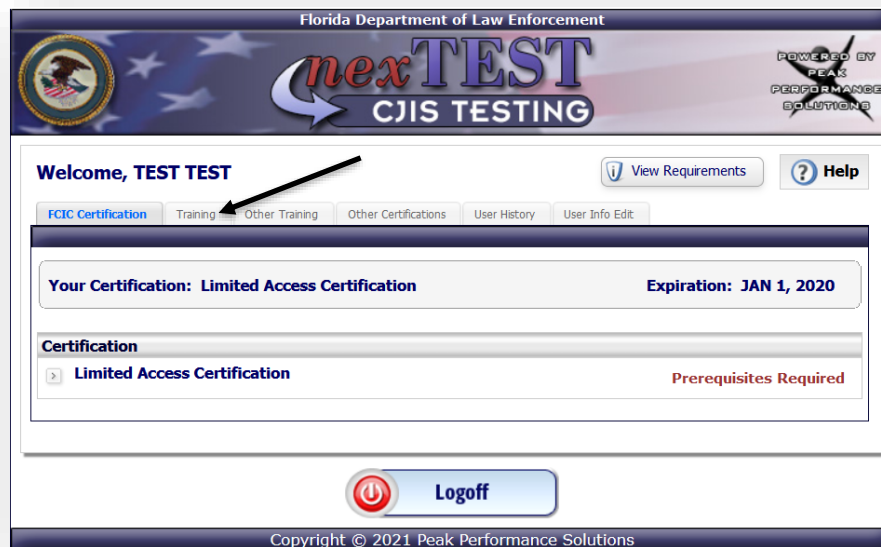 Florida Department of Law Enforcement
nexTEST
CJIS TESTING
POWERED BY
PEAK
PERFORMANCE
SOLUTIONS
Welcome, TEST TEST
View Requirements
Help
FCIC Certification Training Other Training Other Certifications User History User Info Edit
Your Certification: Limited Access Certification Expiration: JAN 1, 2020
Certification
Limited Access Certification Prerequisites Required
Logoff
Copyright © 2021 Peak Performance Solutions